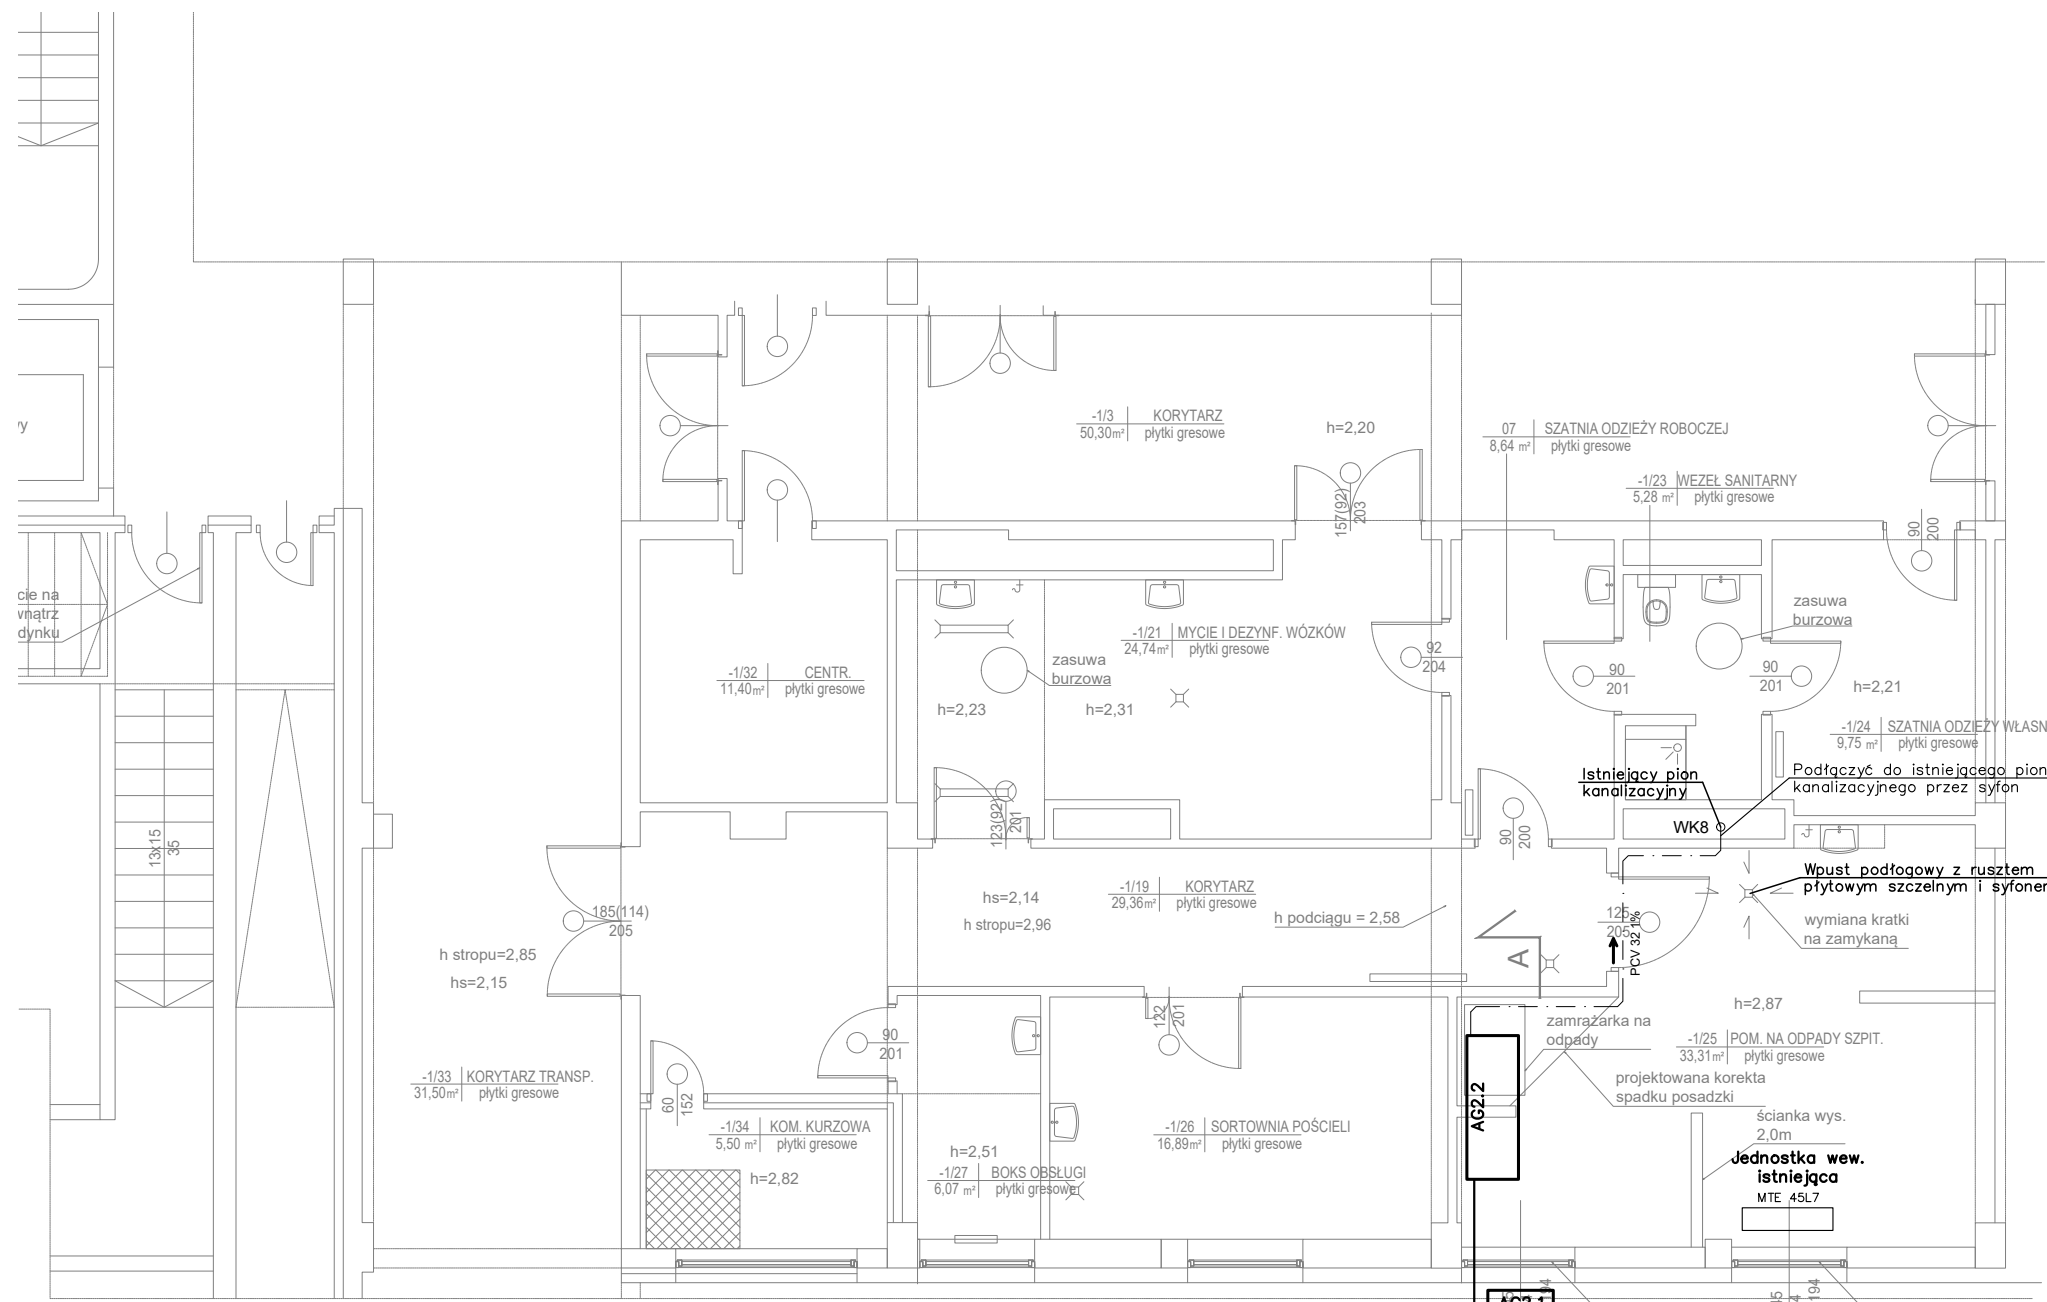 -1/3 KORYTARZ
50,30m² płytki gresowe
h=2,20
07 SZATNIA ODZIEŻY ROBOCZEJ
8,64 m² płytki gresowe
-1/23 WEZEŁ SANITARNY
5,28 m² płytki gresowe
157(92)
203
90
200
cie na
wnątrz
dynku
zasuwa
burzowa
-1/21 MYCIE I DEZYNF. WÓZKÓW
24,74m² płytki gresowe
92
204
zasuwa
burzowa
-1/32 CENTR.
11,40m² płytki gresowe
90
201
90
201
h=2,21
h=2,23
h=2,31
-1/24 SZATNIA ODZIEŻY WŁASN
9,75 m² płytki gresowe
Istniejący pion
kanalizacyjny
Podłączyć do istniejącego pion
kanalizacyjnego przez syfon
123(92)
201
90
200
WK8
13x15
35
Wpust podłogowy z rusztem
płytowym szczelnym i syfonem
hs=2,14
h stropu=2,96
-1/19 KORYTARZ
29,36m² płytki gresowe
h podciągu = 2,58
185(114)
205
125
205
PCV 32 1%
wymiana kratki
na zamykaną
A
h stropu=2,85
hs=2,15
h=2,87
122
201
zamrażarka na
odpady
90
201
-1/25 POM. NA ODPADY SZPIT.
33,31m² płytki gresowe
-1/33 KORYTARZ TRANSP.
31,50m² płytki gresowe
60
152
projektowana korekta
spadku posadzki
AG2.2
-1/34 KOM. KURZOWA
5,50 m² płytki gresowe
-1/26 SORTOWNIA POŚCIELI
16,89m² płytki gresowe
ścianka wys.
2,0m
h=2,51
-1/27 BOKS OBSŁUGI
6,07 m² płytki gresowe
h=2,82
Jednostka wew.
istniejąca
MTE 45L7
194
194
AG2.1